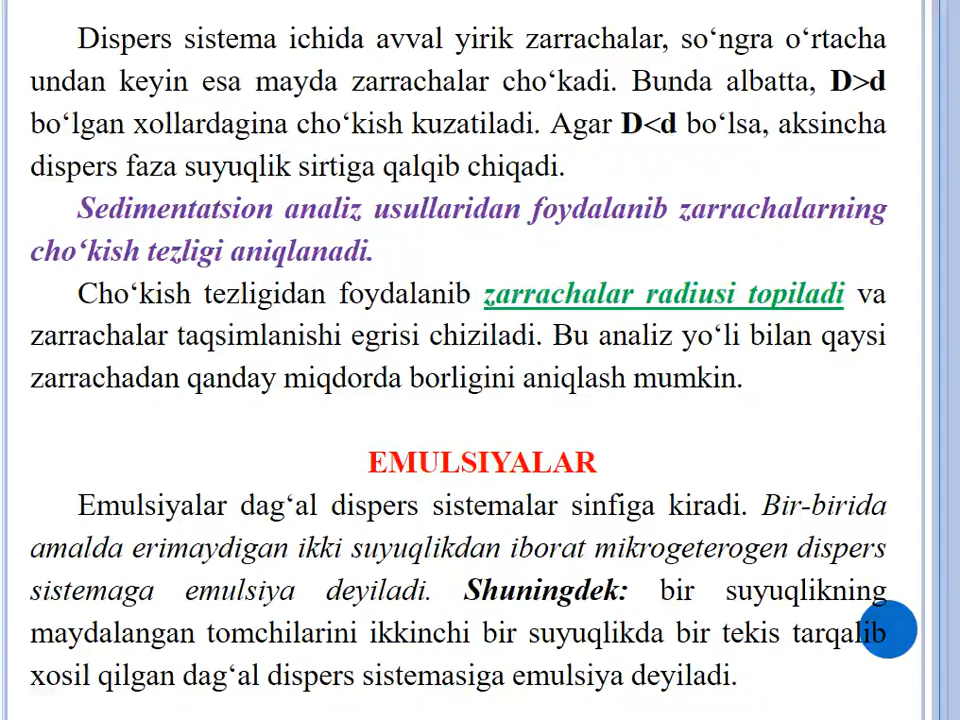 Dispers sistema ichida avval yirik zarrachalar, so‘ngra o‘rtacha
undan keyin esa mayda zarrachalar cho‘kadi. Bunda albatta, D>d
bo‘lgan xollardagina cho‘kish kuzatiladi. Agar D<d bo‘lsa, aksincha
dispers faza suyuqlik sirtiga qalqib chiqadi.
Sedimentatsion analiz usullaridan foydalanib zarrachalarning
cho‘kish tezligi aniqlanadi.
Cho‘kish tezligidan foydalanib zarrachalar radiusi topiladi va
zarrachalar taqsimlanishi egrisi chiziladi. Bu analiz yo‘li bilan qaysi
zarrachadan qanday miqdorda borligini aniqlash mumkin.
EMULSIYALAR
Emulsiyalar dag‘al dispers sistemalar sinfiga kiradi. Bir-birida
amalda erimaydigan ikki suyuqlikdan iborat mikrogeterogen dispers
sistemaga emulsiya deyiladi. Shuningdek: bir suyuqlikning
maydalangan tomchilarini ikkinchi bir suyuqlikda bir tekis tarqalib
xosil qilgan dag‘al dispers sistemasiga emulsiya deyiladi.